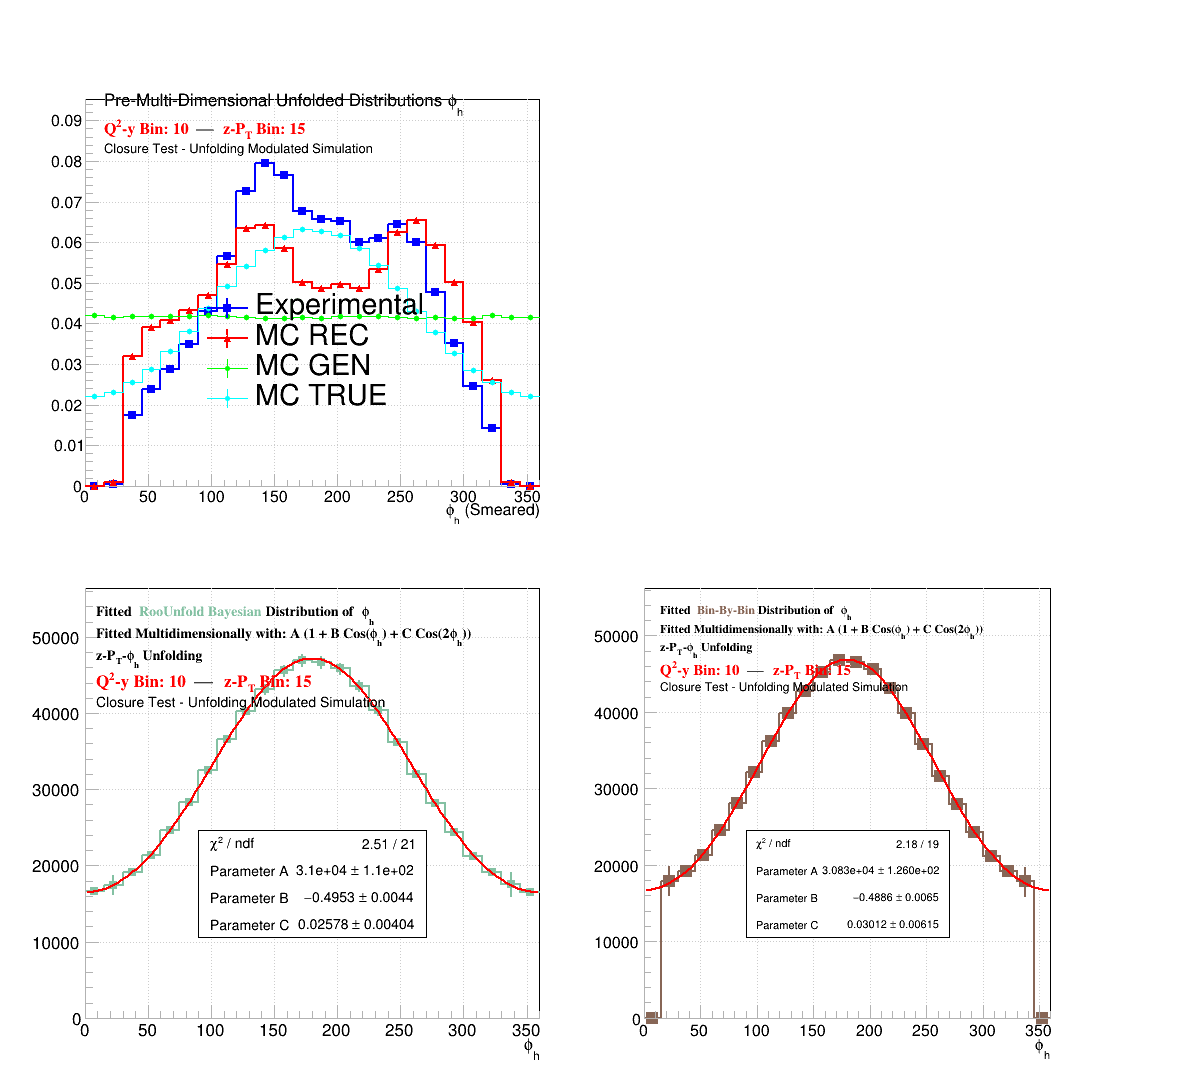 Pre-Multi-Dimensional Unfolded Distributions ϕh
Q²-y Bin: 10 — z-PT Bin: 15
Closure Test - Unfolding Modulated Simulation
0.09
0.08
0.07
0.06
0.05
0.04
0.03
0.02
0.01
0
Experimental
MC REC
MC GEN
MC TRUE
0 50 100 150 200 250 300 350
ϕh (Smeared)
Fitted RooUnfold Bayesian Distribution of ϕh
Fitted Multidimensionally with: A (1 + B Cos(ϕh) + C Cos(2ϕh))
z-PT-ϕh Unfolding
Q²-y Bin: 10 — z-PT Bin: 15
Closure Test - Unfolding Modulated Simulation
50000
40000
30000
20000
10000
0
χ² / ndf 2.51 / 21
Parameter A 3.1e+04 ± 1.1e+02
Parameter B −0.4953 ± 0.0044
Parameter C 0.02578 ± 0.00404
0 50 100 150 200 250 300 350
ϕh
Fitted Bin-By-Bin Distribution of ϕh
Fitted Multidimensionally with: A (1 + B Cos(ϕh) + C Cos(2ϕh))
z-PT-ϕh Unfolding
Q²-y Bin: 10 — z-PT Bin: 15
Closure Test - Unfolding Modulated Simulation
50000
40000
30000
20000
10000
0
χ² / ndf 2.18 / 19
Parameter A 3.083e+04 ± 1.260e+02
Parameter B −0.4886 ± 0.0065
Parameter C 0.03012 ± 0.00615
0 50 100 150 200 250 300 350
ϕh